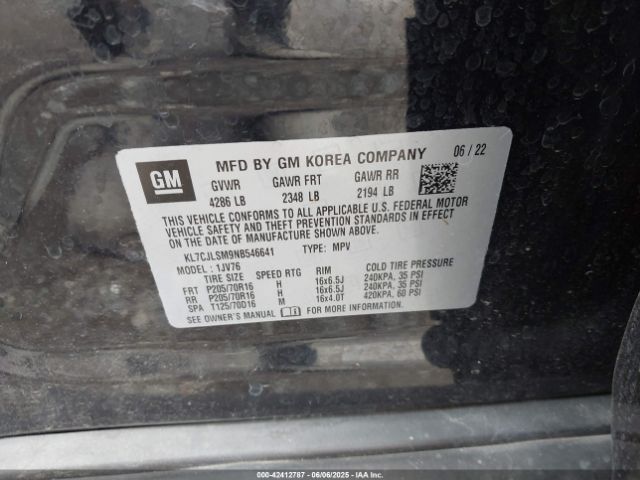 GM
MFD BY GM KOREA COMPANY 06 / 22
GVWR GAWR FRT GAWR RR
4286 LB 2348 LB 2194 LB
THIS VEHICLE CONFORMS TO ALL APPLICABLE U.S. FEDERAL MOTOR
VEHICLE SAFETY AND THEFT PREVENTION STANDARDS IN EFFECT
ON THE DATE OF MANUFACTURE SHOWN ABOVE.
KL7CJLSM9NB546641 TYPE: MPV
MODEL: 1JV76
TIRE SIZE SPEED RTG RIM COLD TIRE PRESSURE
FRT P205/70R16 H 16x6.5J 240KPA, 35 PSI
RR P205/70R16 H 16x6.5J 240KPA, 35 PSI
SPA T125/70D16 M 16x4.0T 420KPA, 60 PSI
SEE OWNER'S MANUAL FOR MORE INFORMATION.
000-42412787 - 06/06/2025 - IAA Inc.